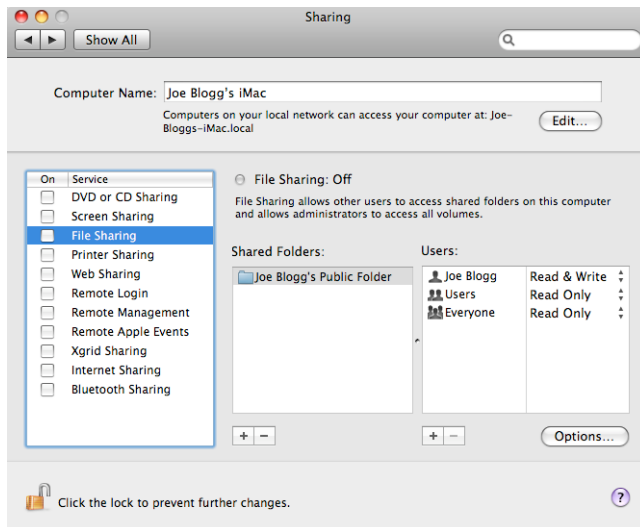 Sharing
Show All
Computer Name: Joe Blogg's iMac
Computers on your local network can access your computer at: Joe-
Bloggs-iMac.local
Edit...
On Service
DVD or CD Sharing
Screen Sharing
File Sharing
Printer Sharing
Web Sharing
Remote Login
Remote Management
Remote Apple Events
Xgrid Sharing
Internet Sharing
Bluetooth Sharing
File Sharing: Off
File Sharing allows other users to access shared folders on this computer
and allows administrators to access all volumes.
Shared Folders:
Joe Blogg's Public Folder
Users:
Joe Blogg Read & Write
Users Read Only
Everyone Read Only
+ −
+ −
Options...
Click the lock to prevent further changes.
?